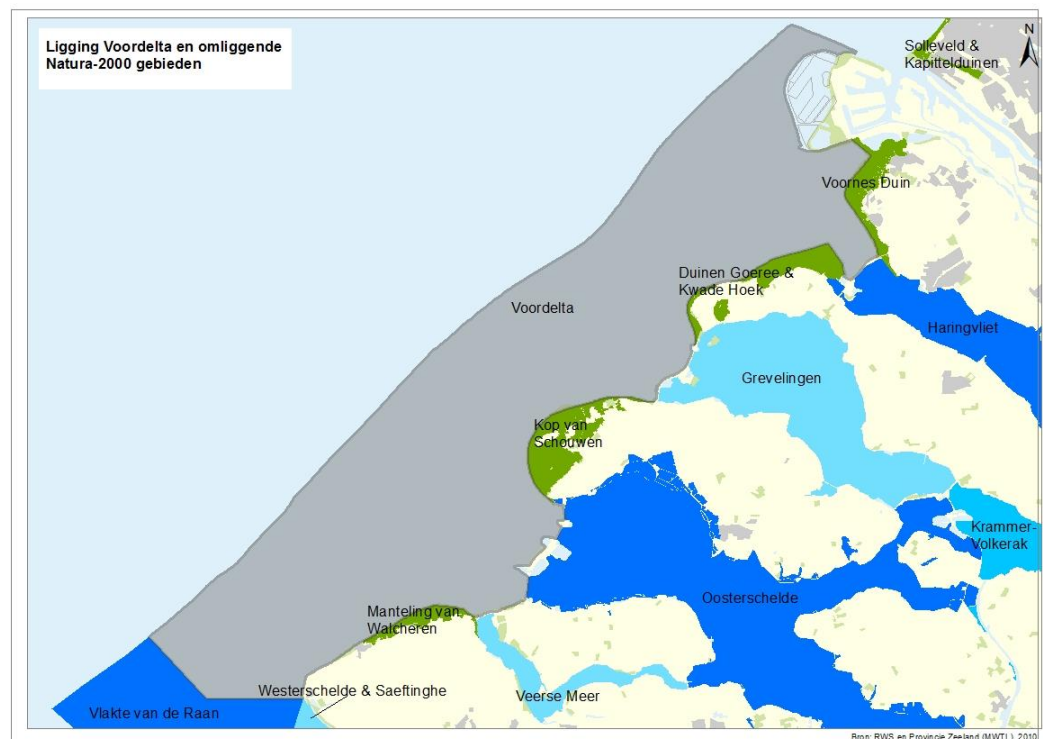 Ligging Voordelta en omliggende
Natura-2000 gebieden
N
Solleveld &
Kapittelduinen
Voornes Duin
Duinen Goeree &
Kwade Hoek
Voordelta
Haringvliet
Grevelingen
Kop van
Schouwen
Krammer-
Volkerak
Oosterschelde
Manteling van
Walcheren
Westerschelde & Saeftinghe
Veerse Meer
Vlakte van de Raan
Bron: RWS en Provincie Zeeland (MWTL), 2010